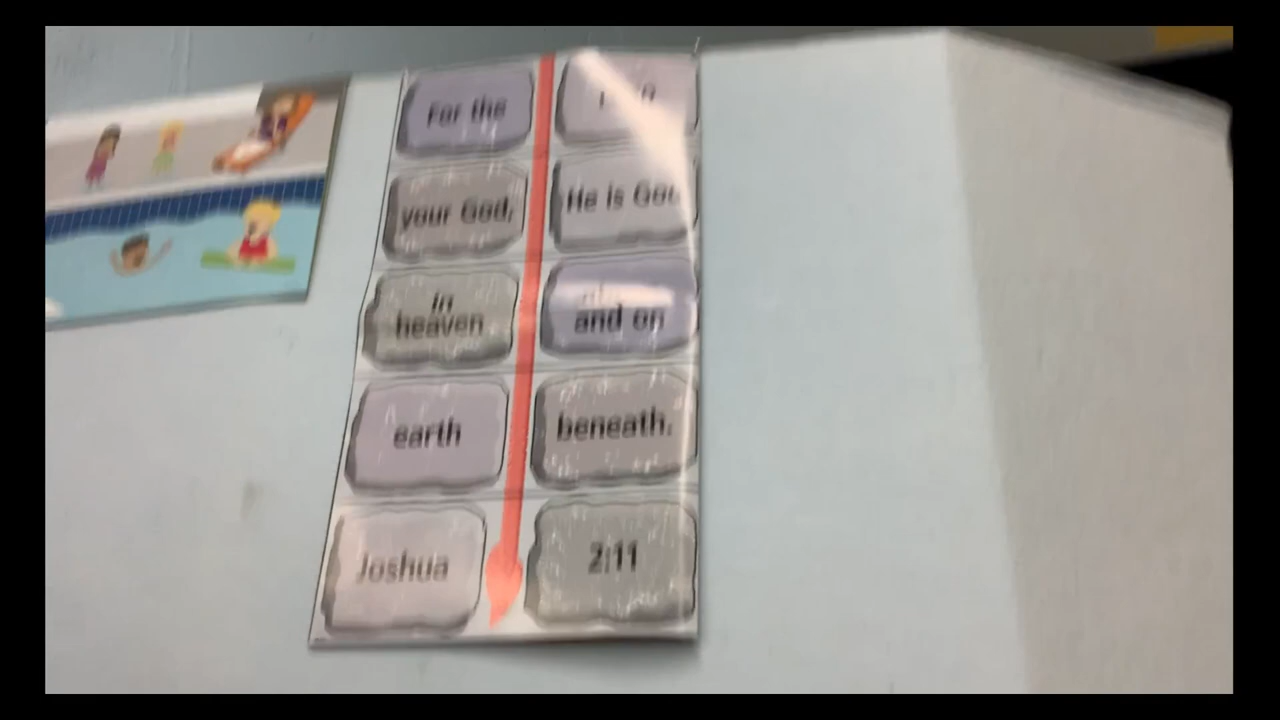 For the
your God,
He is God
in
heaven
and on
earth
beneath.
Joshua
2:11